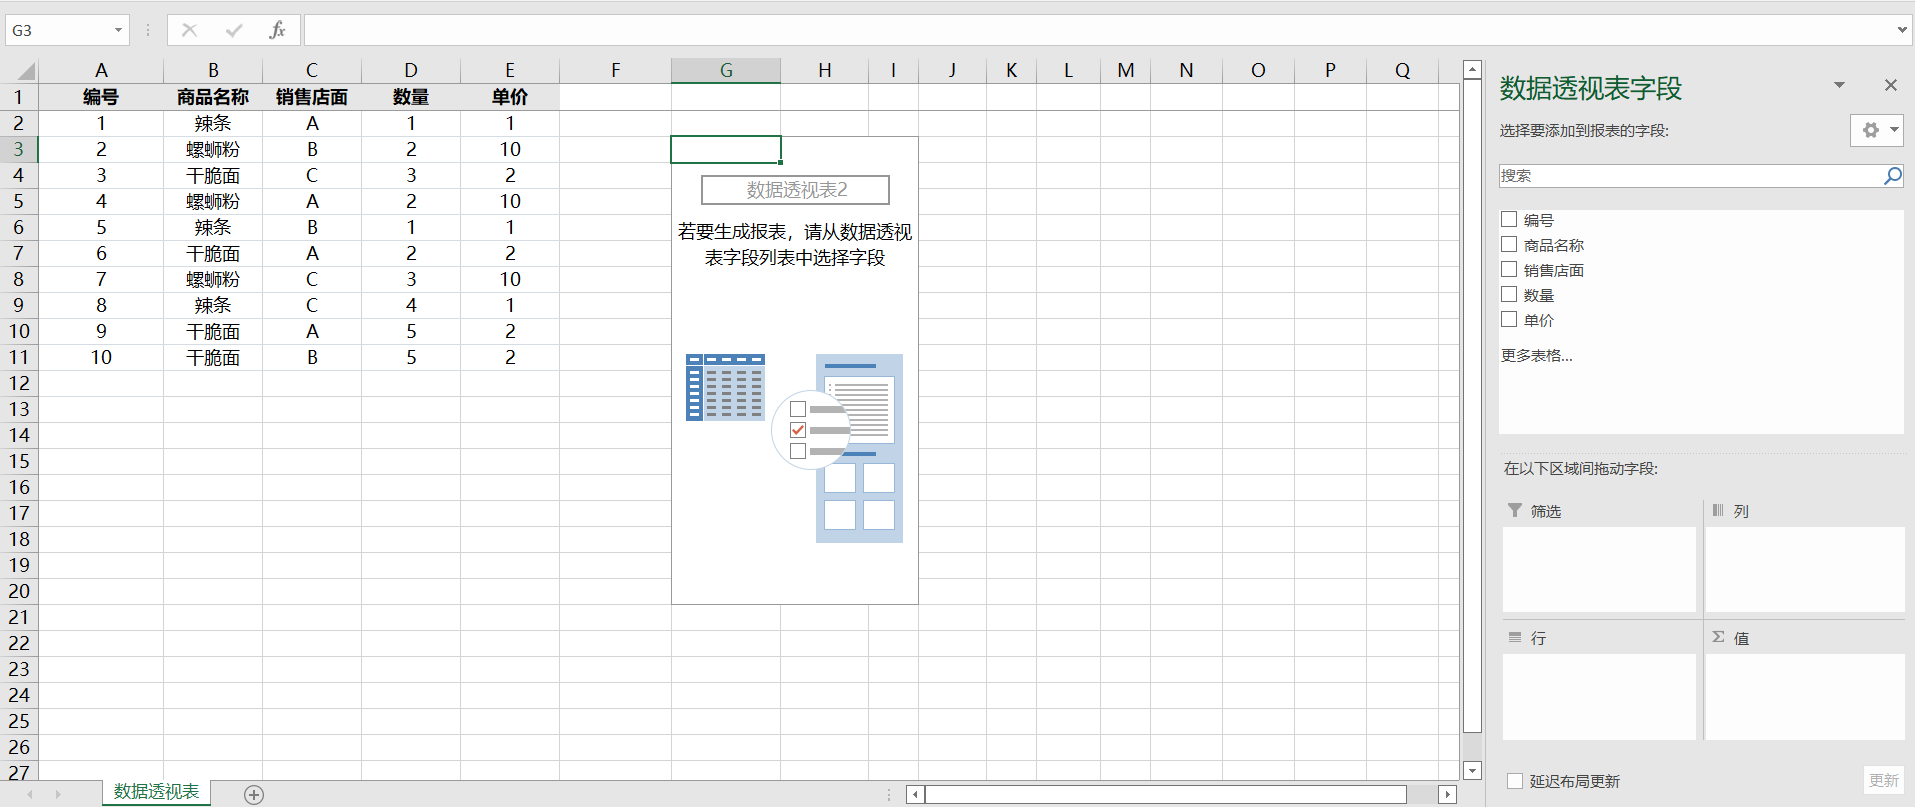 G3
fx
A B C D E F G H I J K L M N O P Q
1 编号 商品名称 销售店面 数量 单价
2 1 辣条 A 1 1
3 2 螺蛳粉 B 2 10
4 3 干脆面 C 3 2
5 4 螺蛳粉 A 2 10
6 5 辣条 B 1 1
7 6 干脆面 A 2 2
8 7 螺蛳粉 C 3 10
9 8 辣条 C 4 1
10 9 干脆面 A 5 2
11 10 干脆面 B 5 2
12
13
14
15
16
17
18
19
20
21
22
23
24
25
26
27
数据透视表2
若要生成报表，请从数据透视
表字段列表中选择字段
数据透视表
数据透视表字段
选择要添加到报表的字段:
搜索
编号
商品名称
销售店面
数量
单价
更多表格...
在以下区域间拖动字段:
筛选
列
行
Σ 值
延迟布局更新
更新